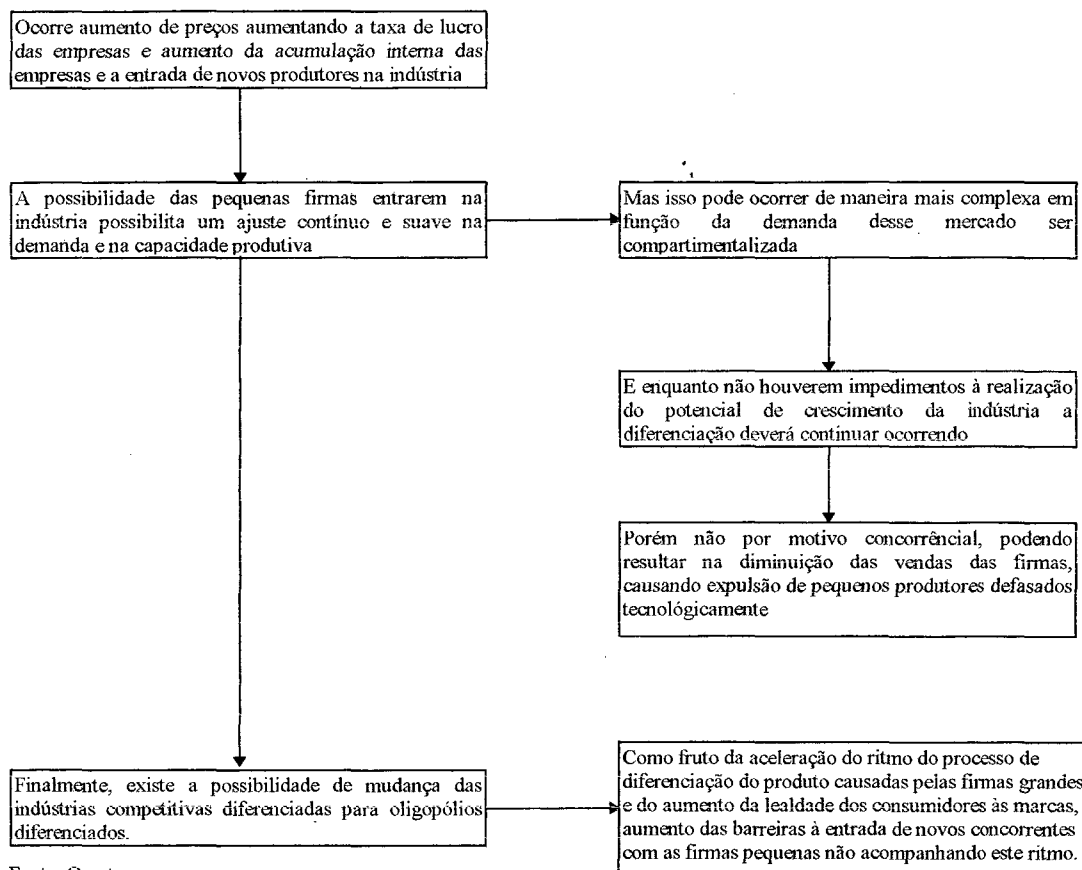 Ocorre aumento de preços aumentando a taxa de lucro
das empresas e aumento da acumulação interna das
empresas e a entrada de novos produtores na indústria
A possibilidade das pequenas firmas entrarem na
indústria possibilita um ajuste contínuo e suave na
demanda e na capacidade produtiva
Mas isso pode ocorrer de maneira mais complexa em
função da demanda desse mercado ser
compartimentalizada
E enquanto não houverem impedimentos à realização
do potencial de crescimento da indústria a
diferenciação deverá continuar ocorrendo
Porém não por motivo concorrêncial, podendo
resultar na diminuição das vendas das firmas,
causando expulsão de pequenos produtores defasados
tecnológicamente
Finalmente, existe a possibilidade de mudança das
indústrias competitivas diferenciadas para oligopólios
diferenciados.
Como fruto da aceleração do ritmo do processo de
diferenciação do produto causadas pelas firmas grandes
e do aumento da lealdade dos consumidores às marcas,
aumento das barreiras à entrada de novos concorrentes
com as firmas pequenas não acompanhando este ritmo.